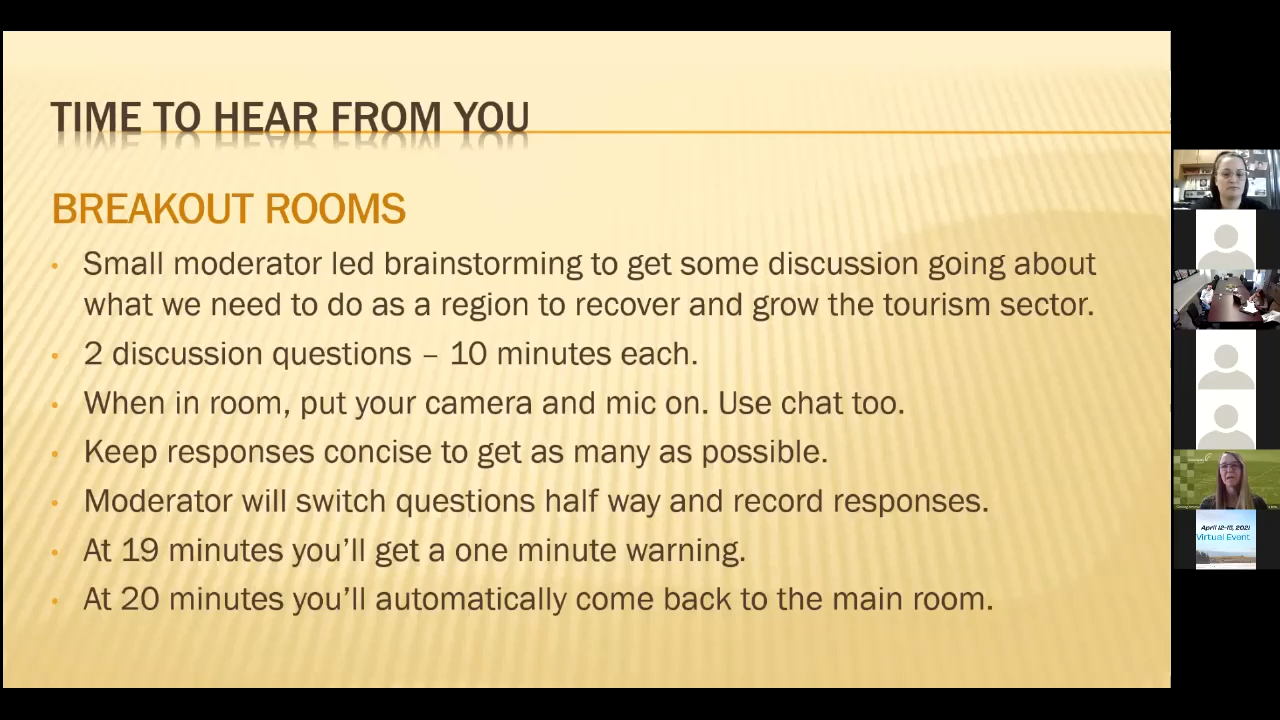 TIME TO HEAR FROM YOU
BREAKOUT ROOMS
• Small moderator led brainstorming to get some discussion going about
what we need to do as a region to recover and grow the tourism sector.
• 2 discussion questions – 10 minutes each.
• When in room, put your camera and mic on. Use chat too.
• Keep responses concise to get as many as possible.
• Moderator will switch questions half way and record responses.
• At 19 minutes you’ll get a one minute warning.
• At 20 minutes you’ll automatically come back to the main room.
April 12-15, 2021
Virtual Event